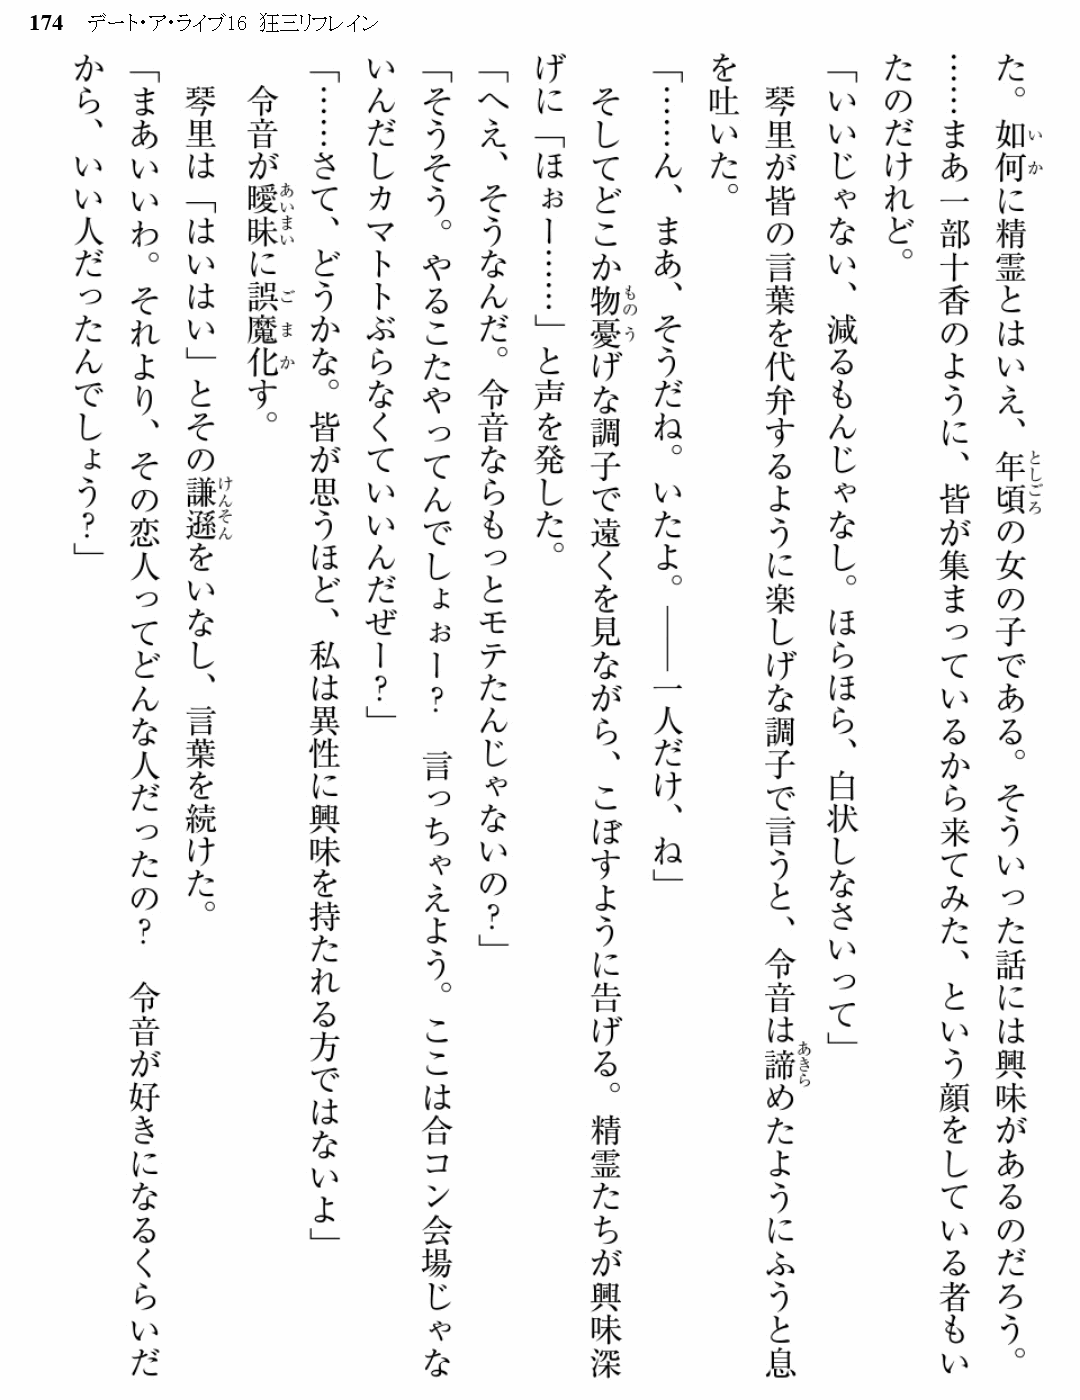 174 デート・ア・ライブ16 狂三リフレイン
た。如何に精霊とはいえ、年頃の女の子である。そういった話には興味があるのだろう。
……まあ一部十香のように、皆が集まっているから来てみた、という顔をしている者もい
たのだけれど。
「いいじゃない、減るもんじゃなし。ほらほら、白状しなさいって」
琴里が皆の言葉を代弁するように楽しげな調子で言うと、令音は諦めたようにふうと息
を吐いた。
「……ん、まあ、そうだね。いたよ。――一人だけ、ね」
そしてどこか物憂げな調子で遠くを見ながら、こぼすように告げる。精霊たちが興味深
げに「ほぉー……」と声を発した。
「へえ、そうなんだ。令音ならもっとモテたんじゃないの？」
「そうそう。やるこたやってんでしょぉー？　言っちゃえよう。ここは合コン会場じゃな
いんだしカマトトぶらなくていいんだぜー？」
「……さて、どうかな。皆が思うほど、私は異性に興味を持たれる方ではないよ」
令音が曖昧に誤魔化す。
琴里は「はいはい」とその謙遜をいなし、言葉を続けた。
「まあいいわ。それより、その恋人ってどんな人だったの？　令音が好きになるくらいだ
から、いい人だったんでしょう？」